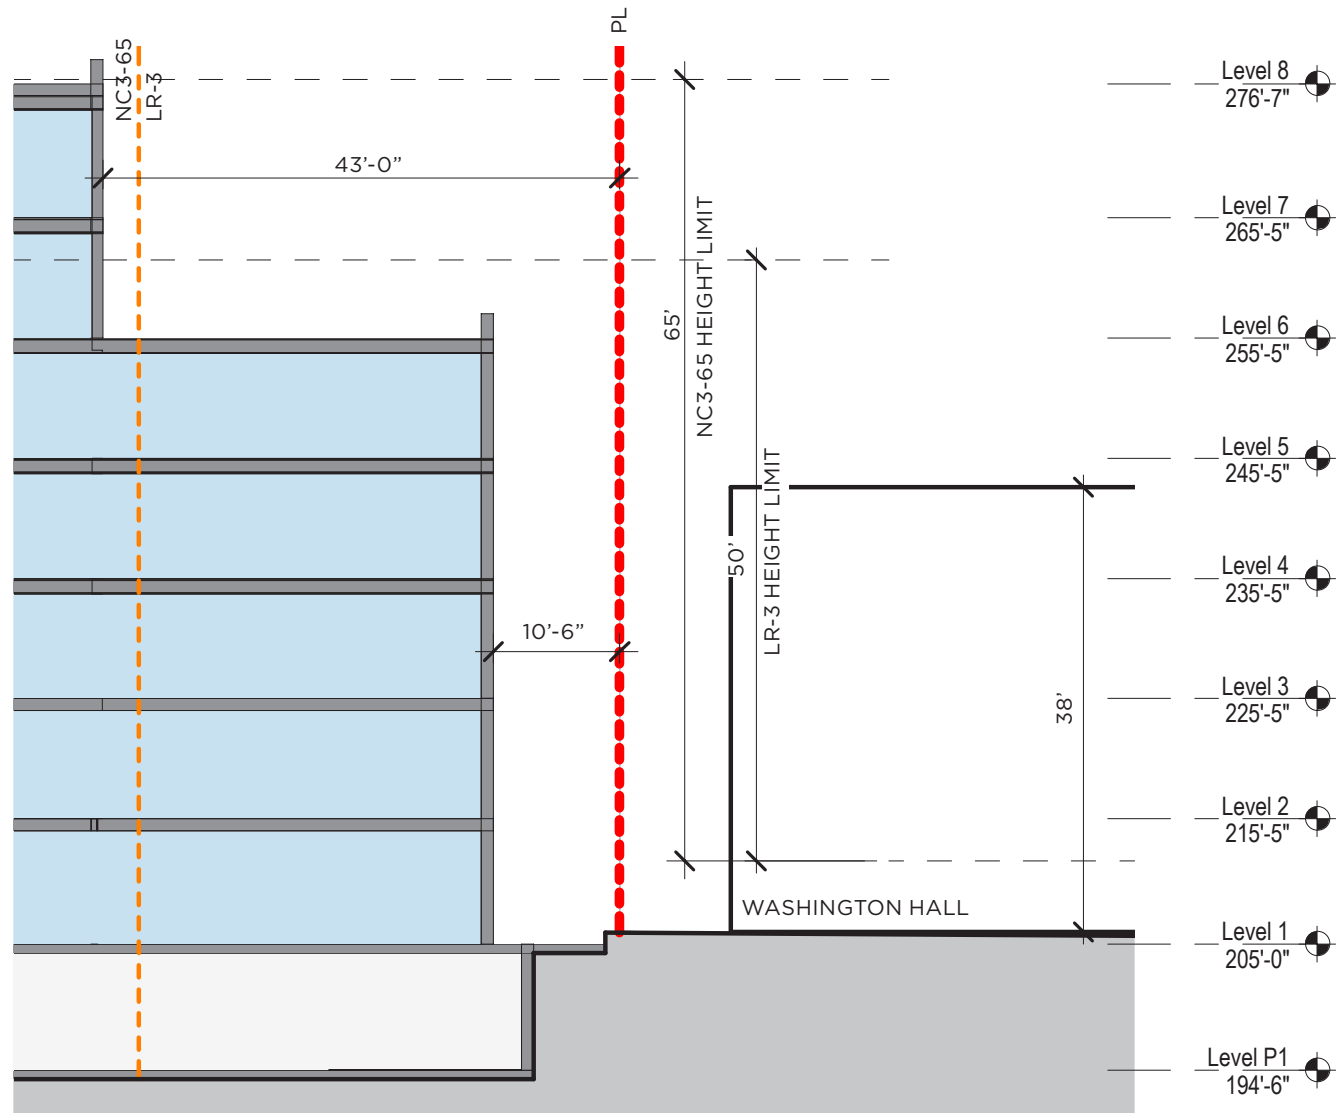 PL
NC3-65
LR-3
Level 8
276'-7"
43’-0”
Level 7
265'-5"
NC3-65 HEIGHT LIMIT
65’
Level 6
255'-5"
Level 5
245'-5"
LR-3 HEIGHT LIMIT
50’
Level 4
235'-5"
10’-6”
38’
Level 3
225'-5"
Level 2
215'-5"
WASHINGTON HALL
Level 1
205'-0"
Level P1
194'-6"